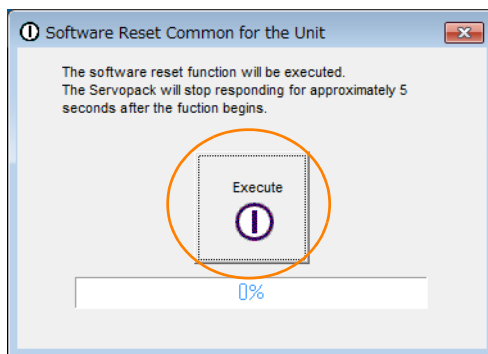 Software Reset Common for the Unit
The software reset function will be executed.
The Servopack will stop responding for approximately 5
seconds after the fuction begins.
Execute
0%